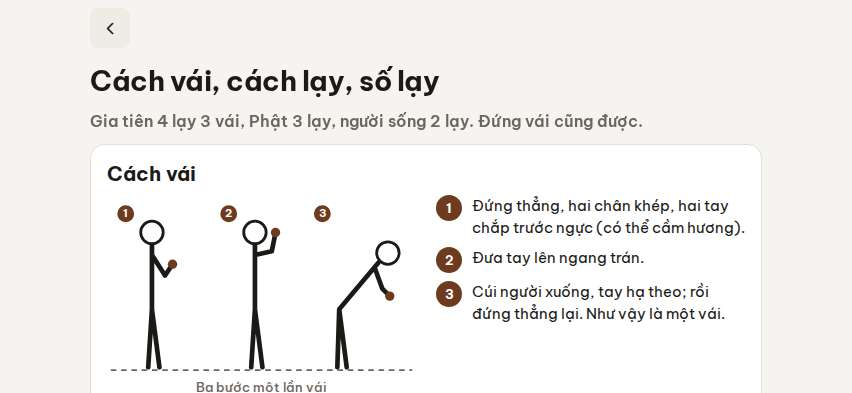 Cách vái, cách lạy, số lạy
Gia tiên 4 lạy 3 vái, Phật 3 lạy, người sống 2 lạy. Đứng vái cũng được.
Cách vái
1
2
3
1 Đứng thẳng, hai chân khép, hai tay
chắp trước ngực (có thể cầm hương).
2 Đưa tay lên ngang trán.
3 Cúi người xuống, tay hạ theo; rồi
đứng thẳng lại. Như vậy là một vái.
Ba bước một lần vái